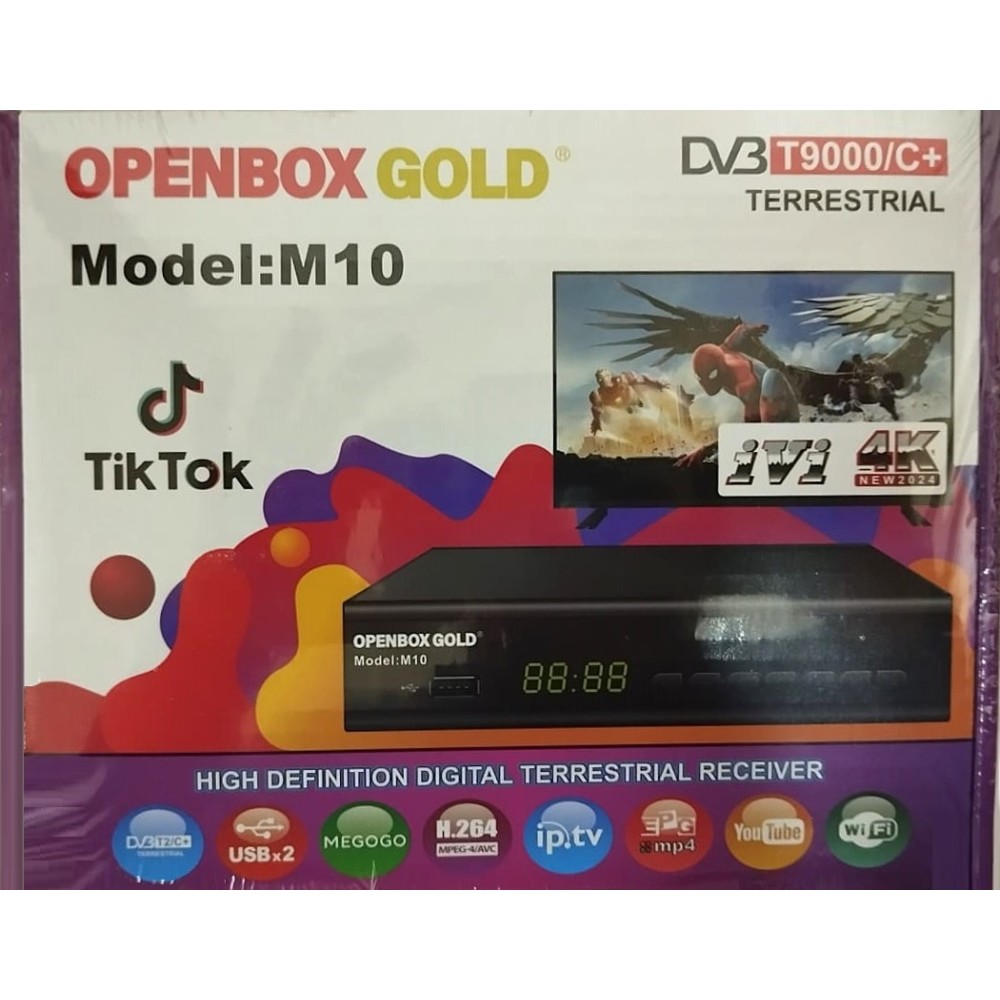 OPENBOX GOLD®
DVB T9000/C+
TERRESTRIAL
Model:M10
TikTok
iVi 4K
NEW2024
OPENBOX GOLD
Model:M10
88:88
HIGH DEFINITION DIGITAL TERRESTRIAL RECEIVER
DVB T2/C+
TERRESTRIAL
USBx2
MEGOGO
H.264
MPEG-4/AVC
ip.tv
EPG
mp4
YouTube
WiFi